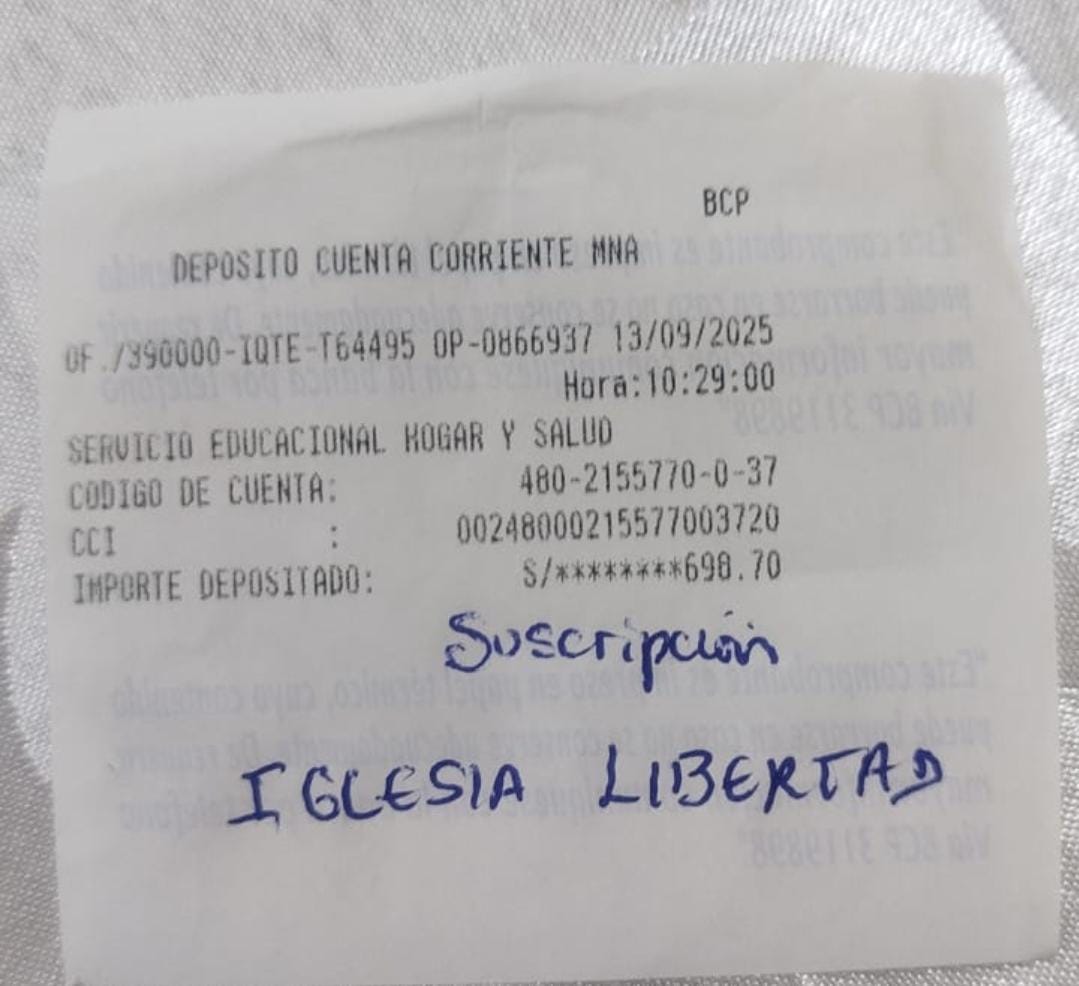 BCP
DEPOSITO CUENTA CORRIENTE MNA
OF./390000-IQTE-T64495 OP-0866937 13/09/2025
Hora:10:29:00
SERVICIO EDUCACIONAL HOGAR Y SALUD
CODIGO DE CUENTA: 480-2155770-0-37
CCI : 00248000215577003720
IMPORTE DEPOSITADO: S/********698.70
Suscripción
IGLESIA LIBERTAD